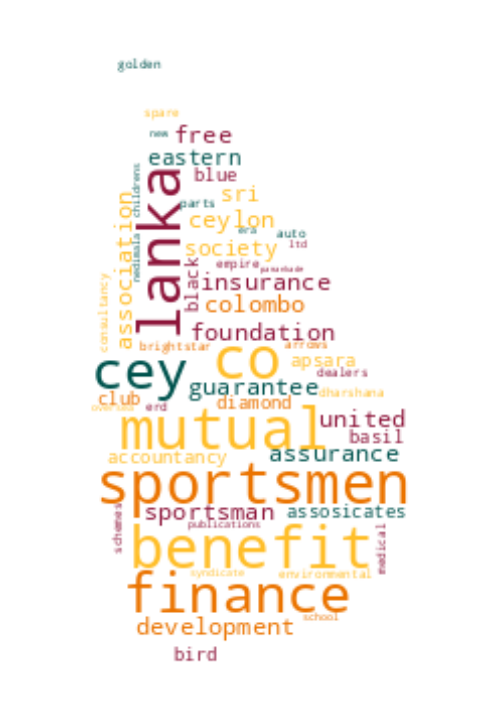 golden
spare
new free
eastern
childrens
blue
lanka
association
sri
parts
ceylon
nedimala
era auto
ltd
society
empire
black
insurance
consultancy
colombo
foundation
brightstar
arrows
co
cey
apsara
dealers
guarantee
dharshana
club
diamond
overseas
erd
mutual
united
basil
assurance
accountancy
sportsmen
sportsman
assosicates
schemes
publications
benefit
medical
syndicate
environmental
finance
school
development
bird